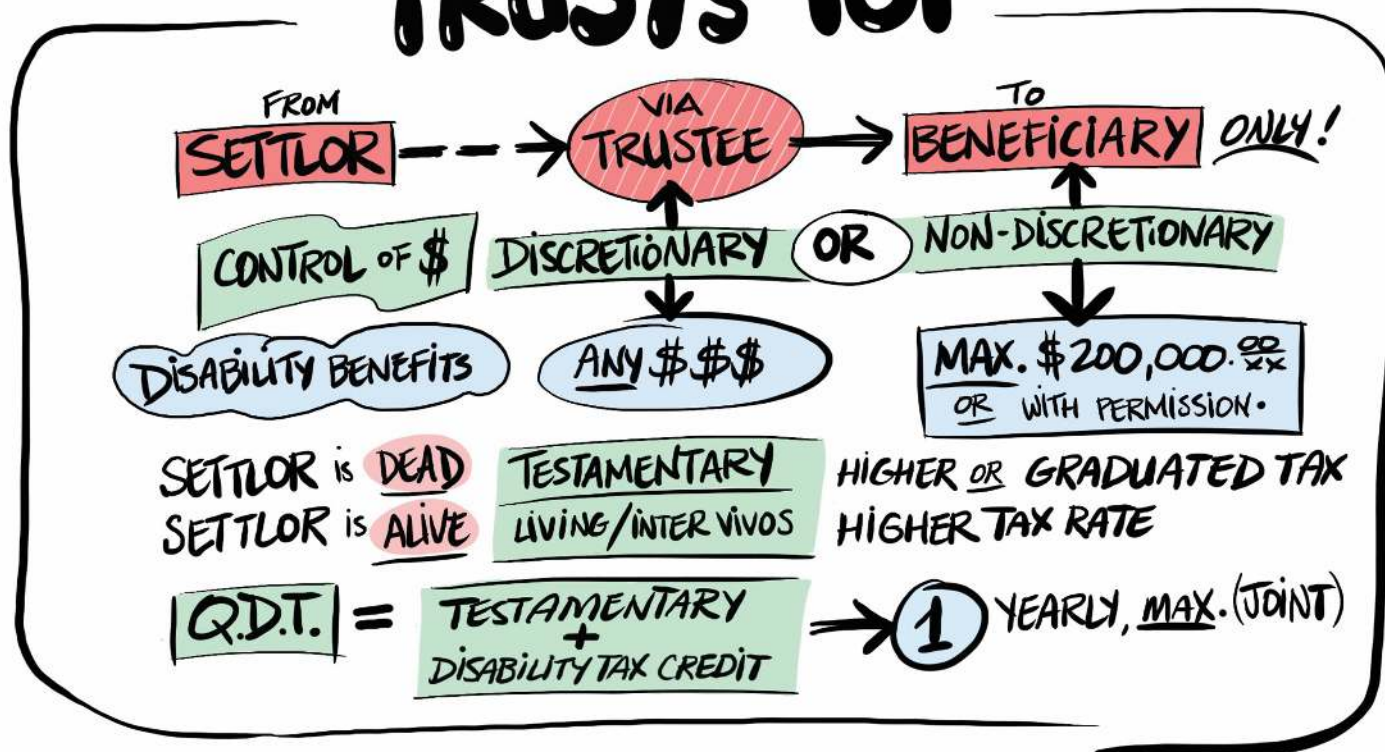 TRUSTS 101
FROM
SETTLOR
VIA
TRUSTEE
TO
BENEFICIARY ONLY!
CONTROL OF $
DISCRETIONARY OR NON-DISCRETIONARY
DISABILITY BENEFITS
ANY $$$
MAX. $200,000.00/xx
OR WITH PERMISSION.
SETTLOR is DEAD TESTAMENTARY HIGHER OR GRADUATED TAX
SETTLOR is ALIVE LIVING/INTER VIVOS HIGHER TAX RATE
Q.D.T. = TESTAMENTARY
+
DISABILITY TAX CREDIT
1 YEARLY, MAX. (JOINT)